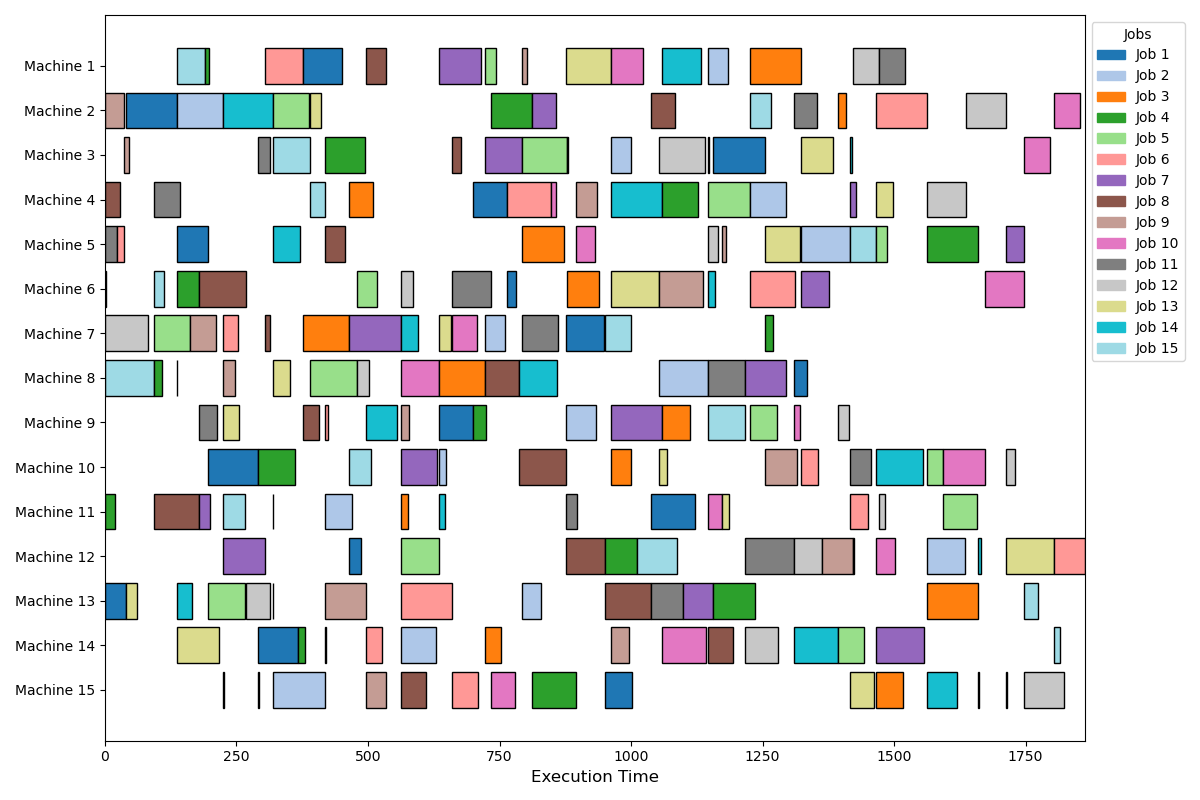 Machine 1
Machine 2
Machine 3
Machine 4
Machine 5
Machine 6
Machine 7
Machine 8
Machine 9
Machine 10
Machine 11
Machine 12
Machine 13
Machine 14
Machine 15
0 250 500 750 1000 1250 1500 1750
Execution Time
Jobs
Job 1
Job 2
Job 3
Job 4
Job 5
Job 6
Job 7
Job 8
Job 9
Job 10
Job 11
Job 12
Job 13
Job 14
Job 15